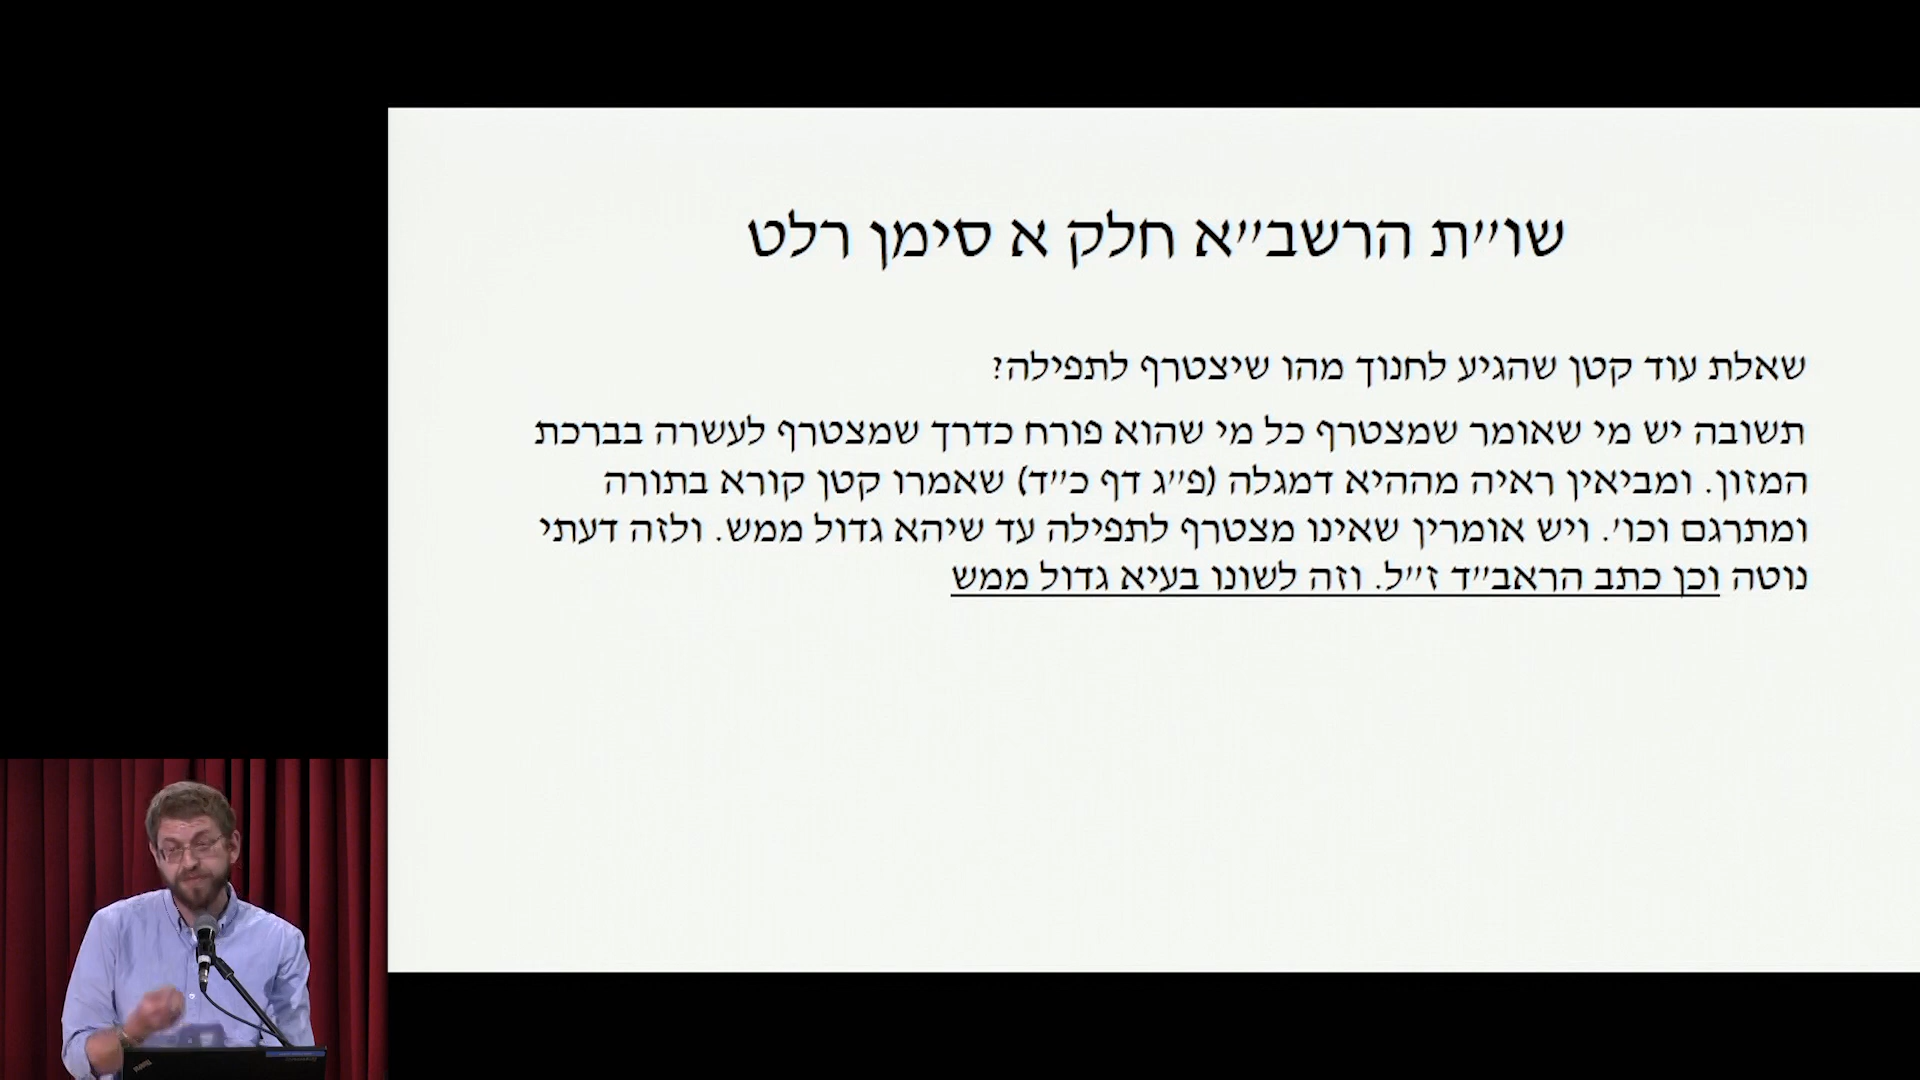 שו״ת הרשב״א חלק א סימן רלט
שאלת עוד קטן שהגיע לחנוך מהו שיצטרף לתפילה?
תשובה יש מי שאומר שמצטרף כל מי שהוא פורח כדרך שמצטרף לעשרה בברכת
המזון. ומביאין ראיה מההיא דמגלה (פ״ג דף כ״ד) שאמרו קטן קורא בתורה
ומתרגם וכו׳. ויש אומרין שאינו מצטרף לתפילה עד שיהא גדול ממש. ולזה דעתי
נוטה וכן כתב הראב״ד ז״ל. וזה לשונו בעיא גדול ממש